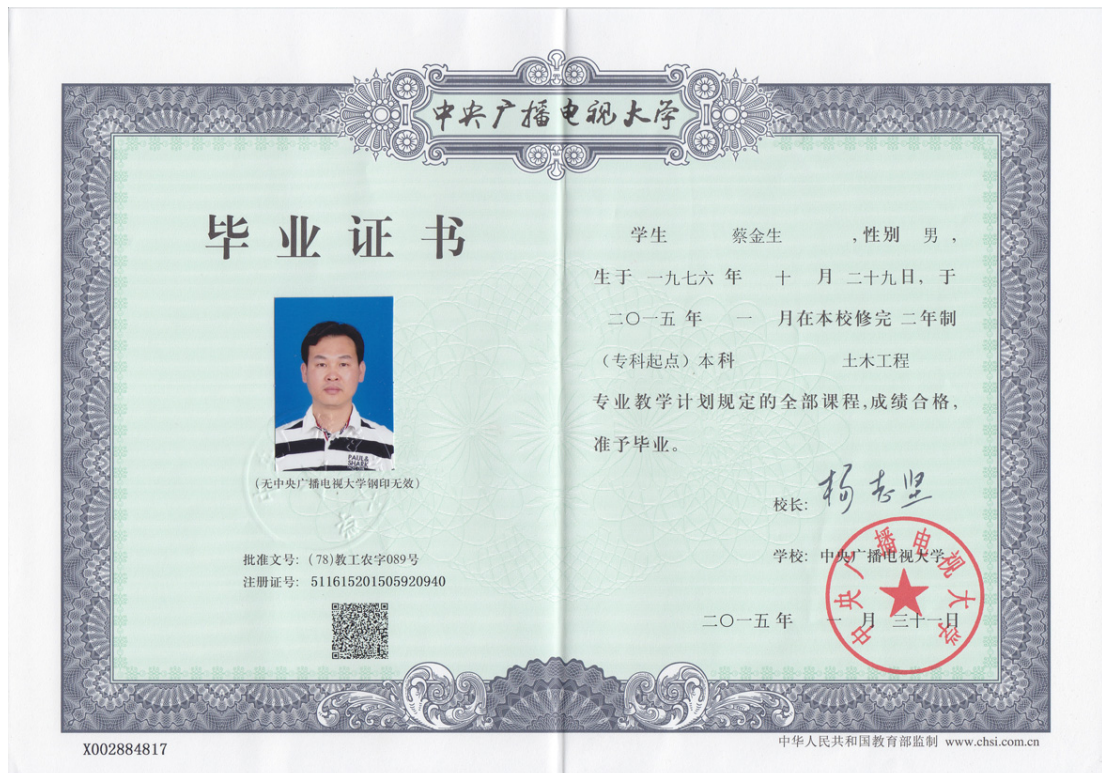 中央广播电视大学
毕业证书
PAULA
SHARK
(无中央广播电视大学钢印无效)
批准文号: (78)教工农字089号
注册证号: 511615201505920940
X002884817
学生 蔡金生 ,性别 男,
生于 一九七六 年 十 月 二十九日, 于
二〇一五 年 一 月在本校修完 二年制
(专科起点) 本科 土木工程
专业教学计划规定的全部课程,成绩合格,
准予毕业。
校长: 杨志坚
学校: 中央广播电视大学
二〇一五 年 一 月 三十一日
中央广播电视大学
中华人民共和国教育部监制 www.chsi.com.cn